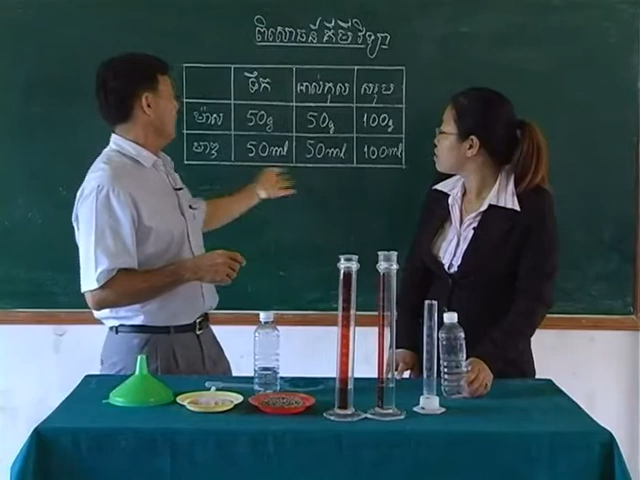 ពិសោធន៍ គីមី វិទ្យា
ទឹក អាល់កុល សរុប
ម៉ាស 50g 50g 100g
មាឌ 50ml 50ml 100ml